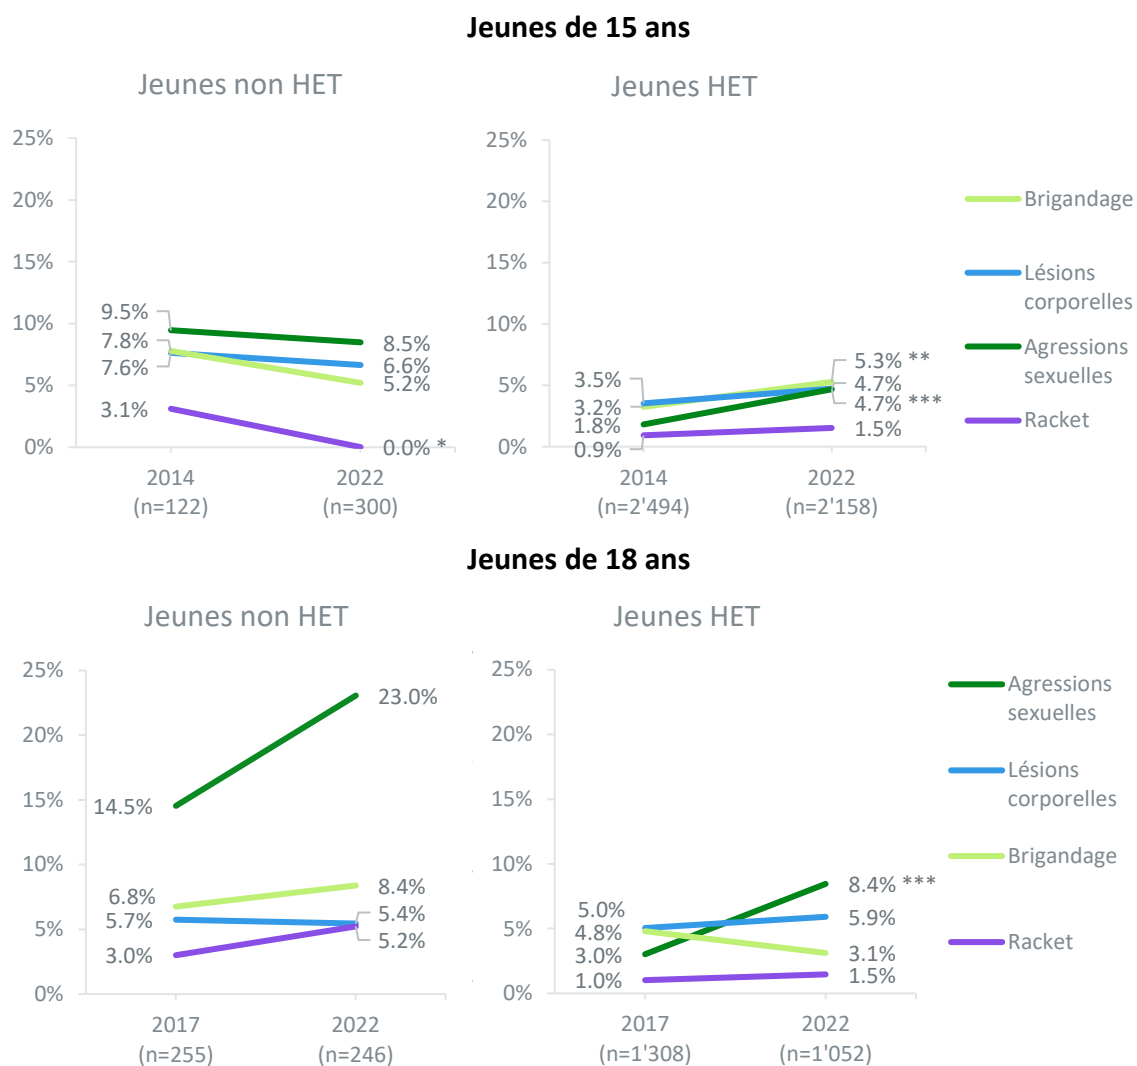 Jeunes de 15 ans
Jeunes non HET
25%
20%
15%
10%
5%
0%
9.5%
7.8%
7.6%
3.1%
8.5%
6.6%
5.2%
0.0% *
2014
(n=122)
2022
(n=300)
Jeunes HET
25%
20%
15%
10%
5%
0%
3.5%
3.2%
1.8%
0.9%
5.3% **
4.7%
4.7% ***
1.5%
2014
(n=2'494)
2022
(n=2'158)
Brigandage
Lésions
corporelles
Agressions
sexuelles
Racket
Jeunes de 18 ans
Jeunes non HET
25%
20%
15%
10%
5%
0%
14.5%
6.8%
5.7%
3.0%
23.0%
8.4%
5.4%
5.2%
2017
(n=255)
2022
(n=246)
Jeunes HET
25%
20%
15%
10%
5%
0%
5.0%
4.8%
3.0%
1.0%
8.4% ***
5.9%
3.1%
1.5%
2017
(n=1'308)
2022
(n=1'052)
Agressions
sexuelles
Lésions
corporelles
Brigandage
Racket